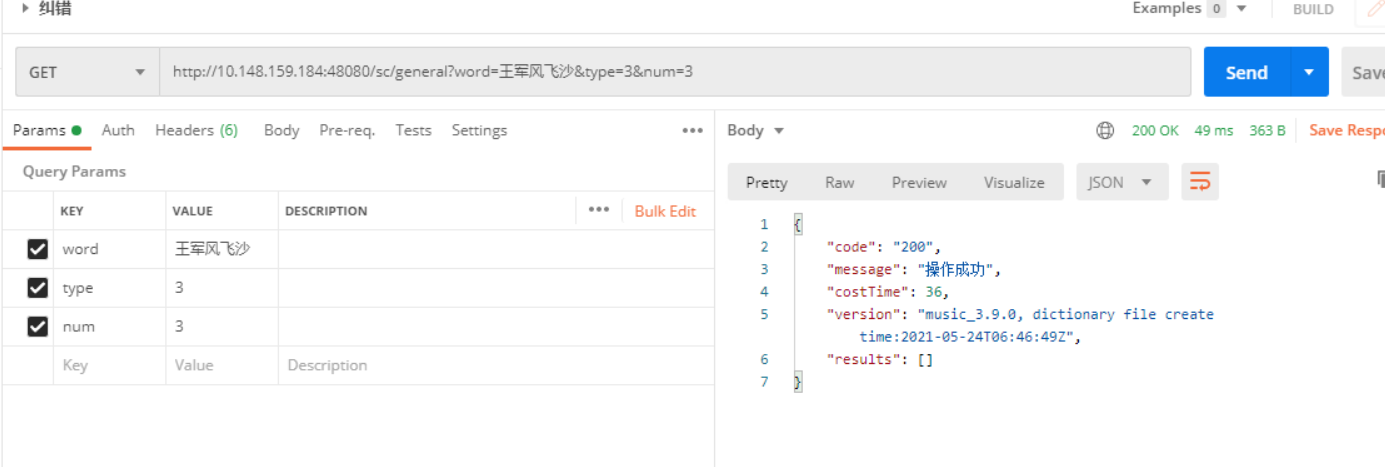 纠错
Examples 0 BUILD
GET http://10.148.159.184:48080/sc/general?word=王军风飞沙&type=3&num=3 Send Save
Params Auth Headers (6) Body Pre-req. Tests Settings ••• Body 200 OK 49 ms 363 B Save Respo
Query Params
Pretty Raw Preview Visualize JSON
KEY VALUE DESCRIPTION ••• Bulk Edit
word 王军风飞沙
type 3
num 3
Key Value Description
1 {
2 "code": "200",
3 "message": "操作成功",
4 "costTime": 36,
5 "version": "music_3.9.0, dictionary file create
time:2021-05-24T06:46:49Z",
6 "results": []
7 }